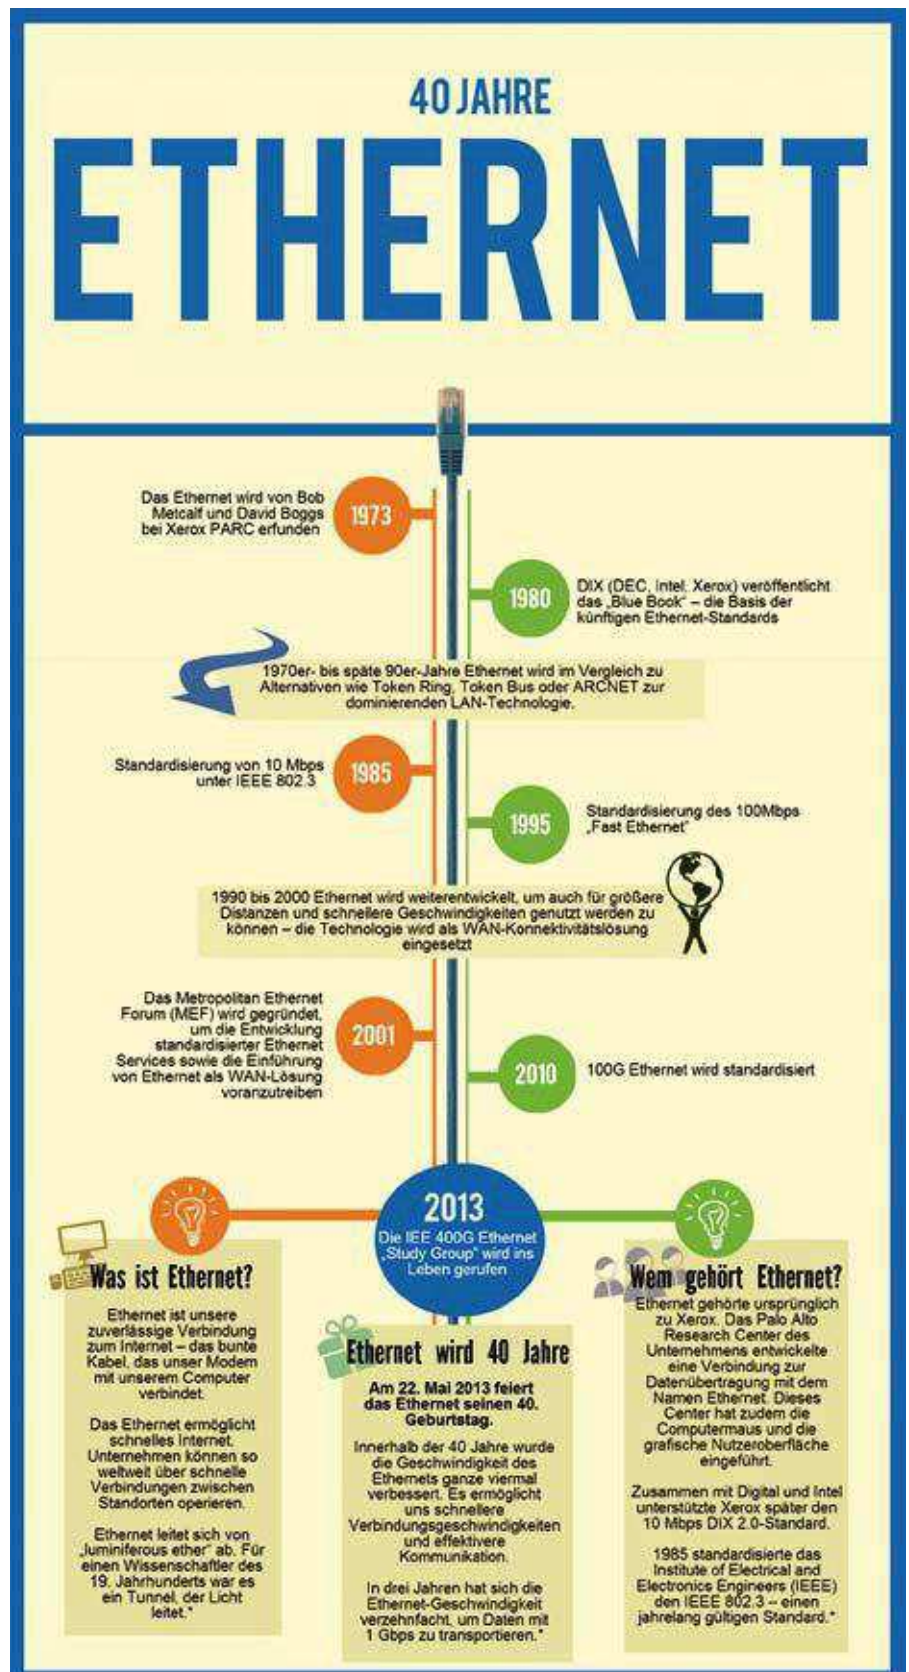 40 JAHRE
ETHERNET
Das Ethernet wird von Bob
Metcalf und David Boggs
bei Xerox PARC erfunden
1973
1980
DIX (DEC, Intel, Xerox) veröffentlicht
das „Blue Book“ – die Basis der
künftigen Ethernet-Standards
1970er- bis späte 90er-Jahre Ethernet wird im Vergleich zu
Alternativen wie Token Ring, Token Bus oder ARCNET zur
dominierenden LAN-Technologie.
Standardisierung von 10 Mbps
unter IEEE 802.3
1985
1995
Standardisierung des 100Mbps
„Fast Ethernet“
1990 bis 2000 Ethernet wird weiterentwickelt, um auch für größere
Distanzen und schnellere Geschwindigkeiten genutzt werden zu
können – die Technologie wird als WAN-Konnektivitätslösung
eingesetzt
Das Metropolitan Ethernet
Forum (MEF) wird gegründet,
um die Entwicklung
standardisierter Ethernet
Services sowie die Einführung
von Ethernet als WAN-Lösung
voranzutreiben
2001
2010
100G Ethernet wird standardisiert
2013
Die IEE 400G Ethernet
„Study Group“ wird ins
Leben gerufen
Was ist Ethernet?
Ethernet ist unsere
zuverlässige Verbindung
zum Internet – das bunte
Kabel, das unser Modem
mit unserem Computer
verbindet.
Das Ethernet ermöglicht
schnelles Internet.
Unternehmen können so
weltweit über schnelle
Verbindungen zwischen
Standorten operieren.
Ethernet leitet sich von
„luminiferous ether“ ab. Für
einen Wissenschaftler des
19. Jahrhunderts war es
ein Tunnel, der Licht
leitet.*
Ethernet wird 40 Jahre
Am 22. Mai 2013 feiert
das Ethernet seinen 40.
Geburtstag.
Innerhalb der 40 Jahre wurde
die Geschwindigkeit des
Ethernets ganze viermal
verbessert. Es ermöglicht
uns schnellere
Verbindungsgeschwindigkeiten
und effektivere
Kommunikation.
In drei Jahren hat sich die
Ethernet-Geschwindigkeit
verzehnfacht, um Daten mit
1 Gbps zu transportieren.*
Wem gehört Ethernet?
Ethernet gehörte ursprünglich
zu Xerox. Das Palo Alto
Research Center des
Unternehmens entwickelte
eine Verbindung zur
Datenübertragung mit dem
Namen Ethernet. Dieses
Center hat zudem die
Computermaus und die
grafische Nutzeroberfläche
eingeführt.
Zusammen mit Digital und Intel
unterstützte Xerox später den
10 Mbps DIX 2.0-Standard.
1985 standardisierte das
Institute of Electrical and
Electronics Engineers (IEEE)
den IEEE 802.3 – einen
jahrelang gültigen Standard.*